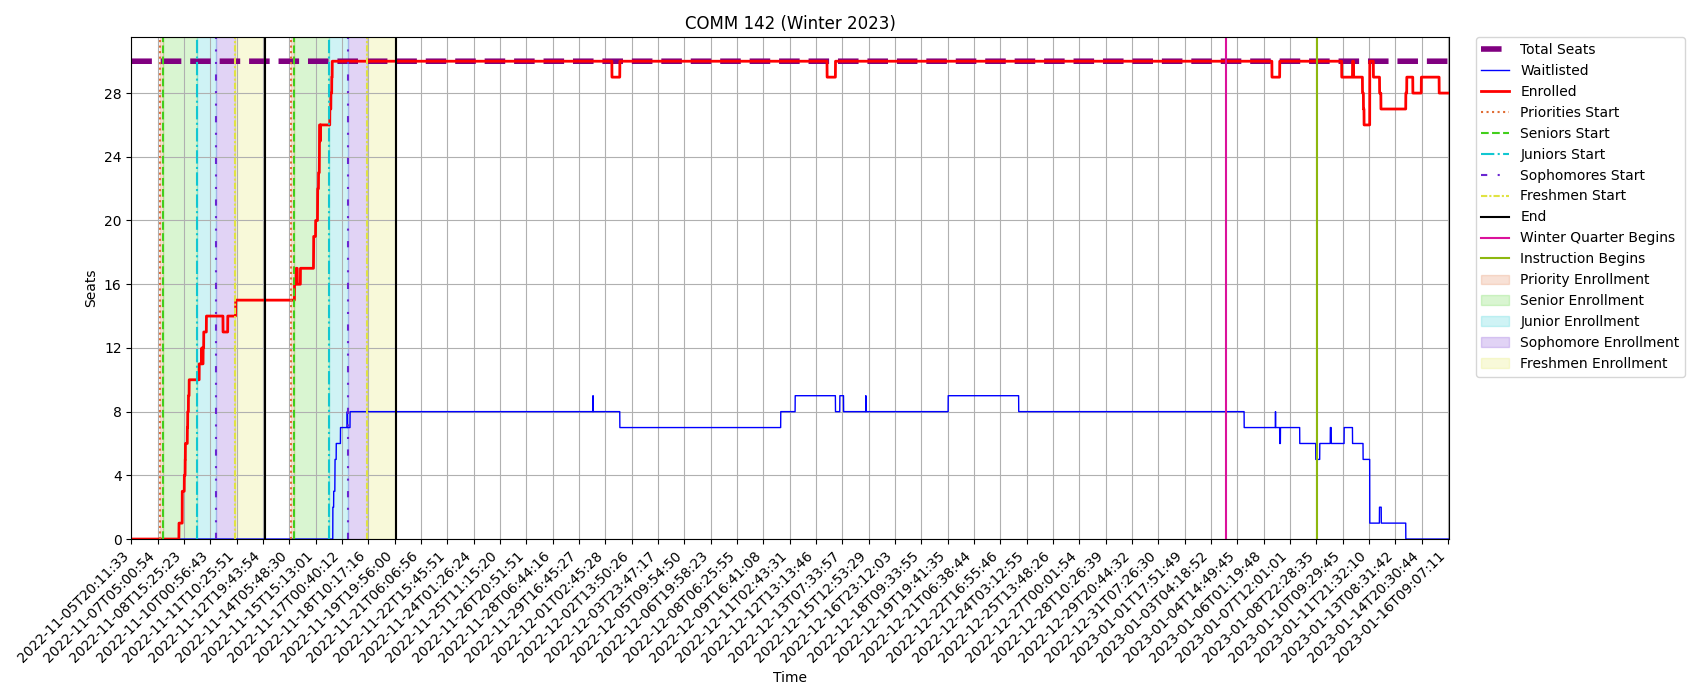 COMM 142 (Winter 2023)
Seats
28
24
20
16
12
8
4
0
2022-11-05T20:11:33
2022-11-07T05:00:54
2022-11-08T15:25:23
2022-11-10T00:56:43
2022-11-11T10:25:51
2022-11-12T19:43:54
2022-11-14T05:48:30
2022-11-15T15:13:01
2022-11-17T00:40:12
2022-11-18T10:17:16
2022-11-19T19:56:00
2022-11-21T06:06:56
2022-11-22T15:45:51
2022-11-24T01:26:24
2022-11-25T11:15:20
2022-11-26T20:51:51
2022-11-28T06:44:16
2022-11-29T16:45:27
2022-12-01T02:45:28
2022-12-02T13:50:26
2022-12-03T23:47:17
2022-12-05T09:54:50
2022-12-06T19:58:23
2022-12-08T06:25:55
2022-12-09T16:41:08
2022-12-11T02:43:31
2022-12-12T13:13:46
2022-12-13T07:33:57
2022-12-15T12:53:29
2022-12-16T23:12:03
2022-12-18T09:33:55
2022-12-19T19:41:35
2022-12-21T06:38:44
2022-12-22T16:55:46
2022-12-24T03:12:55
2022-12-25T13:48:26
2022-12-27T00:01:54
2022-12-28T10:26:39
2022-12-29T20:44:32
2022-12-31T07:26:30
2023-01-01T17:51:49
2023-01-03T04:18:52
2023-01-04T14:49:45
2023-01-06T01:19:48
2023-01-07T12:01:01
2023-01-08T22:28:35
2023-01-10T09:29:45
2023-01-11T21:32:10
2023-01-13T08:31:42
2023-01-14T20:30:44
2023-01-16T09:07:11
Time
Total Seats
Waitlisted
Enrolled
Priorities Start
Seniors Start
Juniors Start
Sophomores Start
Freshmen Start
End
Winter Quarter Begins
Instruction Begins
Priority Enrollment
Senior Enrollment
Junior Enrollment
Sophomore Enrollment
Freshmen Enrollment